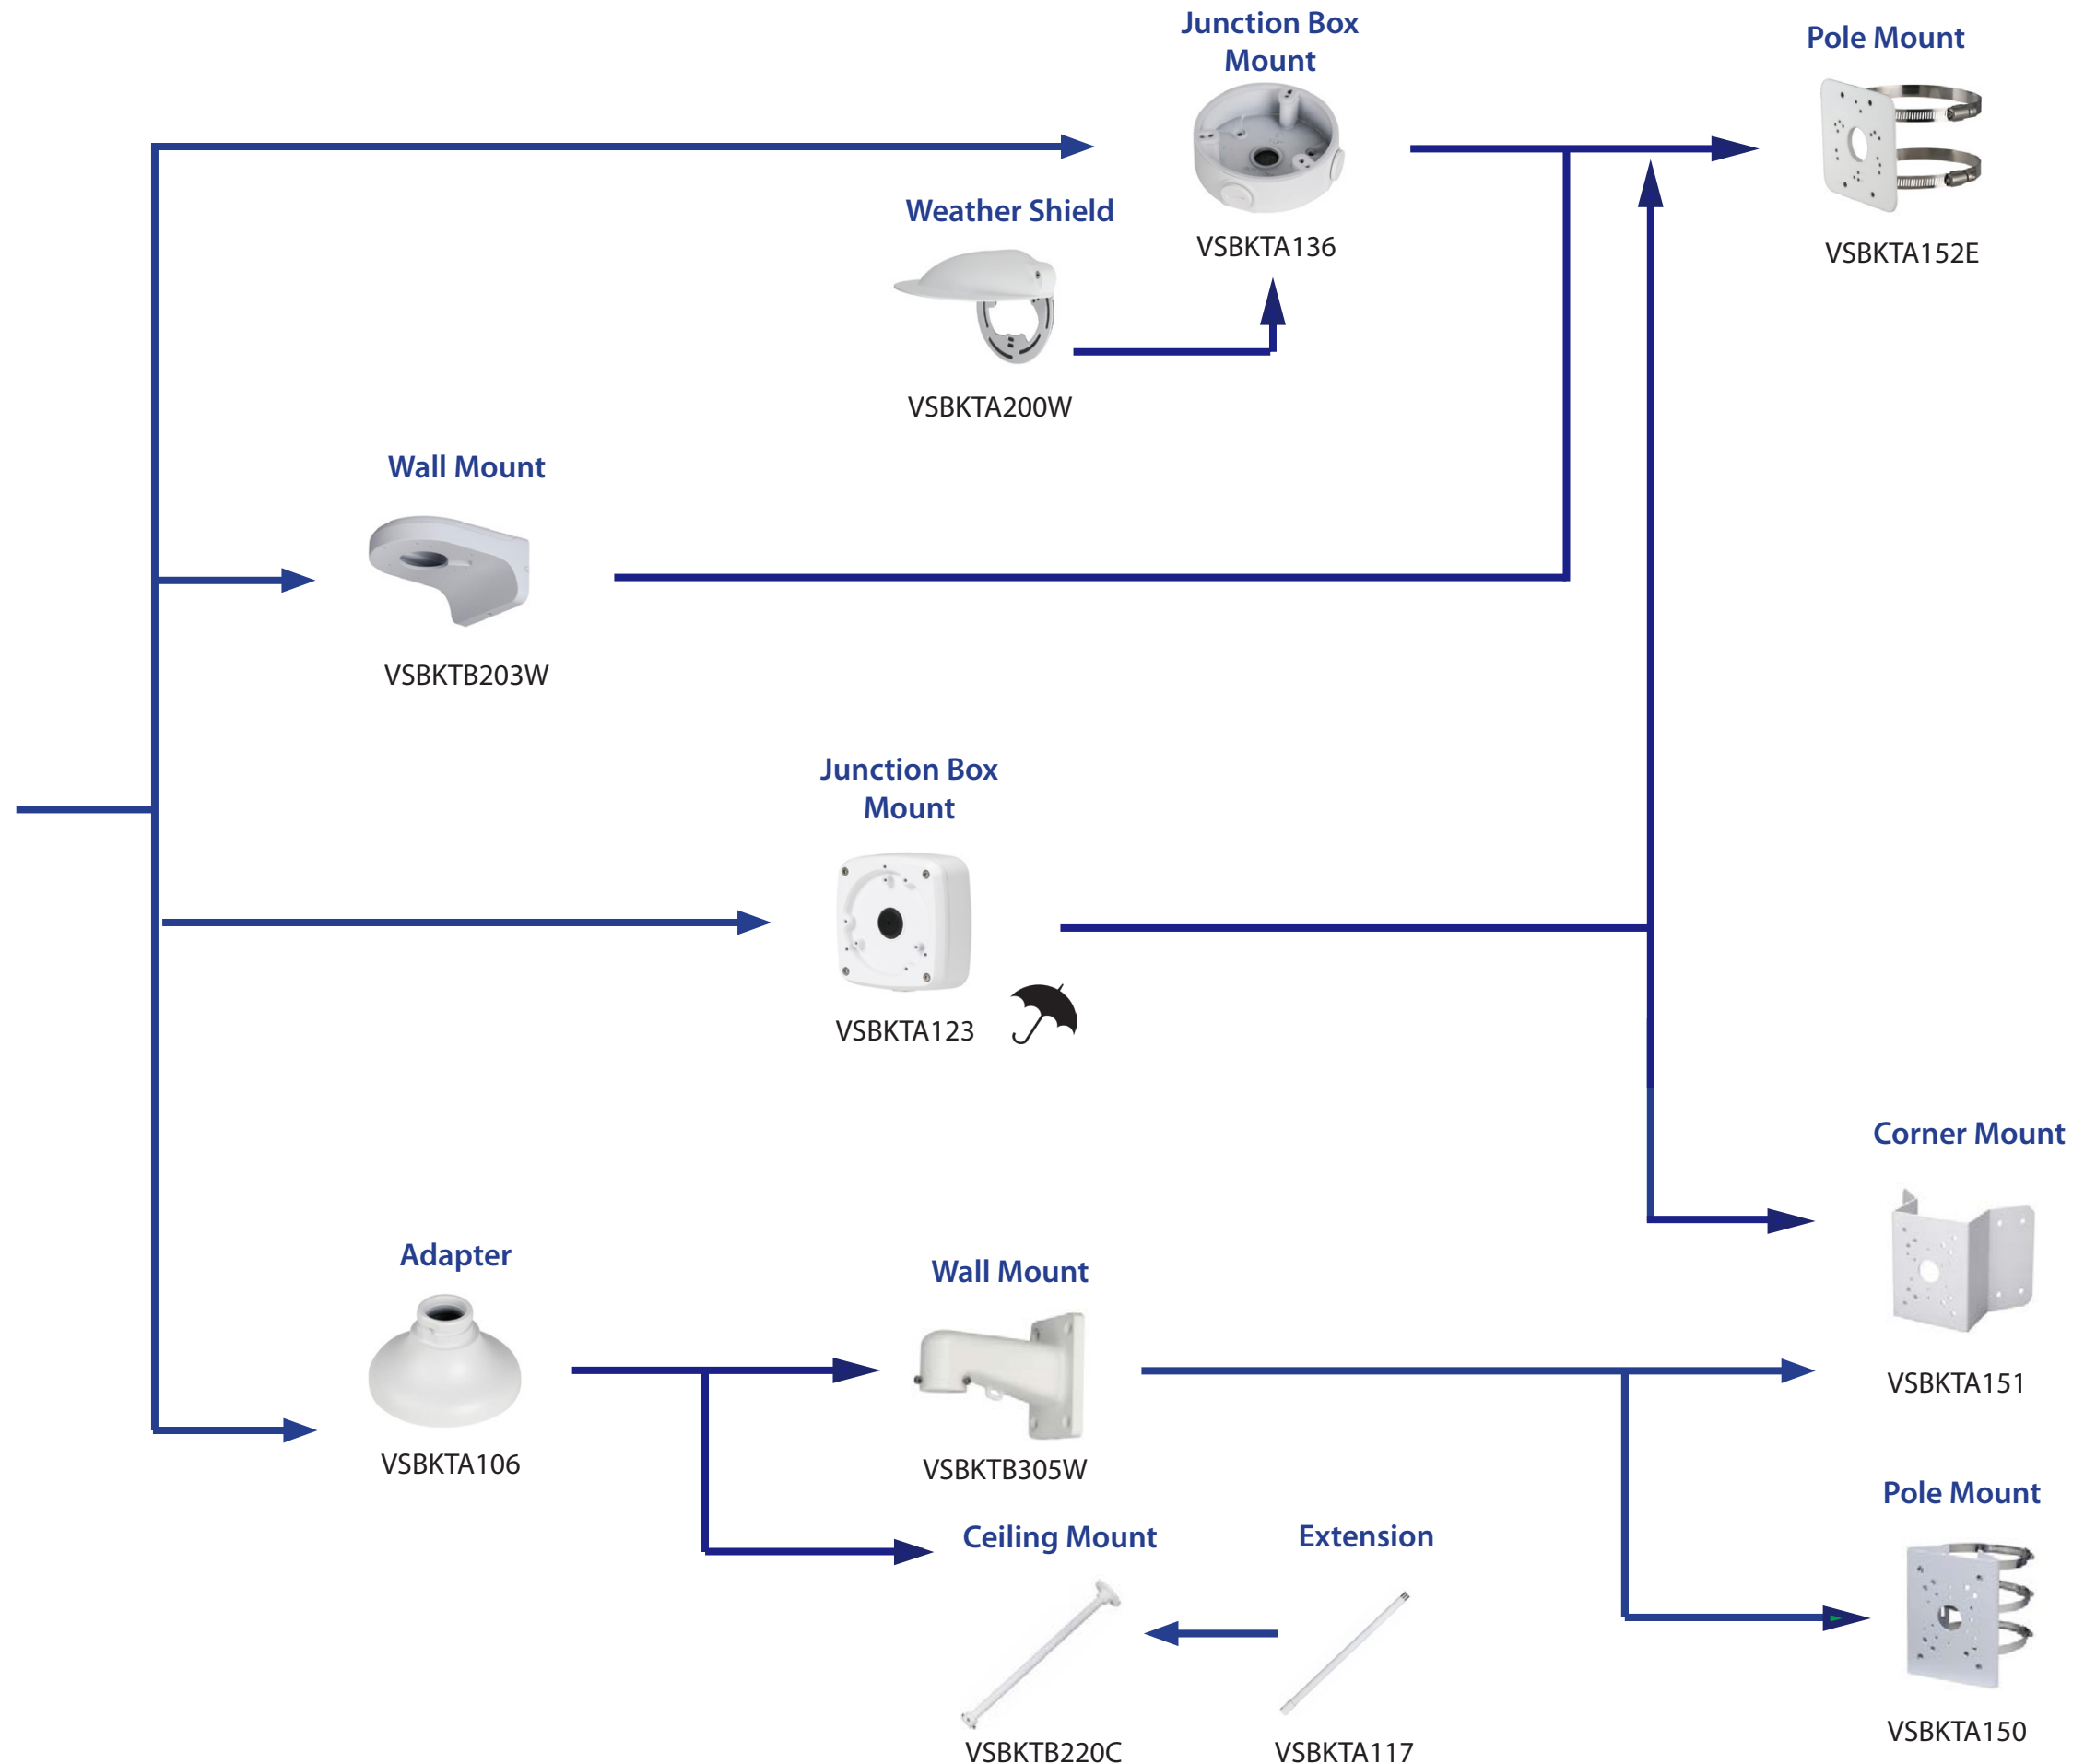 Junction Box
Mount
Pole Mount
VSBKTA136
VSBKTA152E
Weather Shield
VSBKTA200W
Wall Mount
VSBKTB203W
Junction Box
Mount
VSBKTA123
Corner Mount
VSBKTA151
Adapter
VSBKTA106
Wall Mount
VSBKTB305W
Pole Mount
VSBKTA150
Ceiling Mount
VSBKTB220C
Extension
VSBKTA117